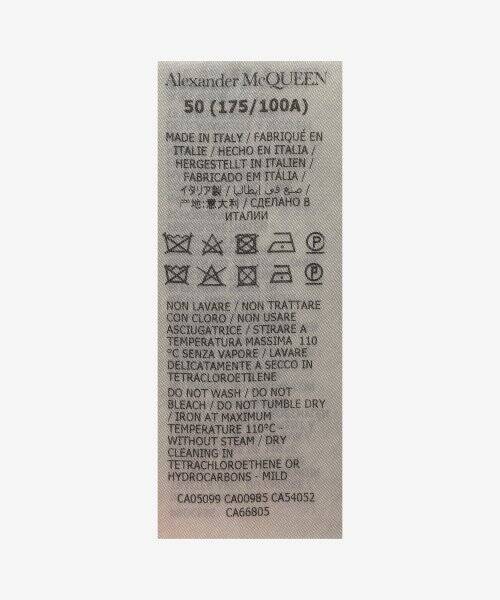 Alexander McQUEEN
50 (175/100A)
MADE IN ITALY / FABRIQUÉ EN
ITALIE / HECHO EN ITALIA /
HERGESTELLT IN ITALIEN /
FABRICADO EM ITÁLIA /
イタリア製 / صنع في ايطاليا /
产地:意大利 / СДЕЛАНО В
ИТАЛИИ
P
P
NON LAVARE / NON TRATTARE
CON CLORO / NON USARE
ASCIUGATRICE / STIRARE A
TEMPERATURA MASSIMA 110
°C SENZA VAPORE / LAVARE
DELICATAMENTE A SECCO IN
TETRACLOROETILENE
DO NOT WASH / DO NOT
BLEACH / DO NOT TUMBLE DRY
/ IRON AT MAXIMUM
TEMPERATURE 110°C -
WITHOUT STEAM / DRY
CLEANING IN
TETRACHLOROETHENE OR
HYDROCARBONS - MILD
CA05099 CA00985 CA54052
CA66805